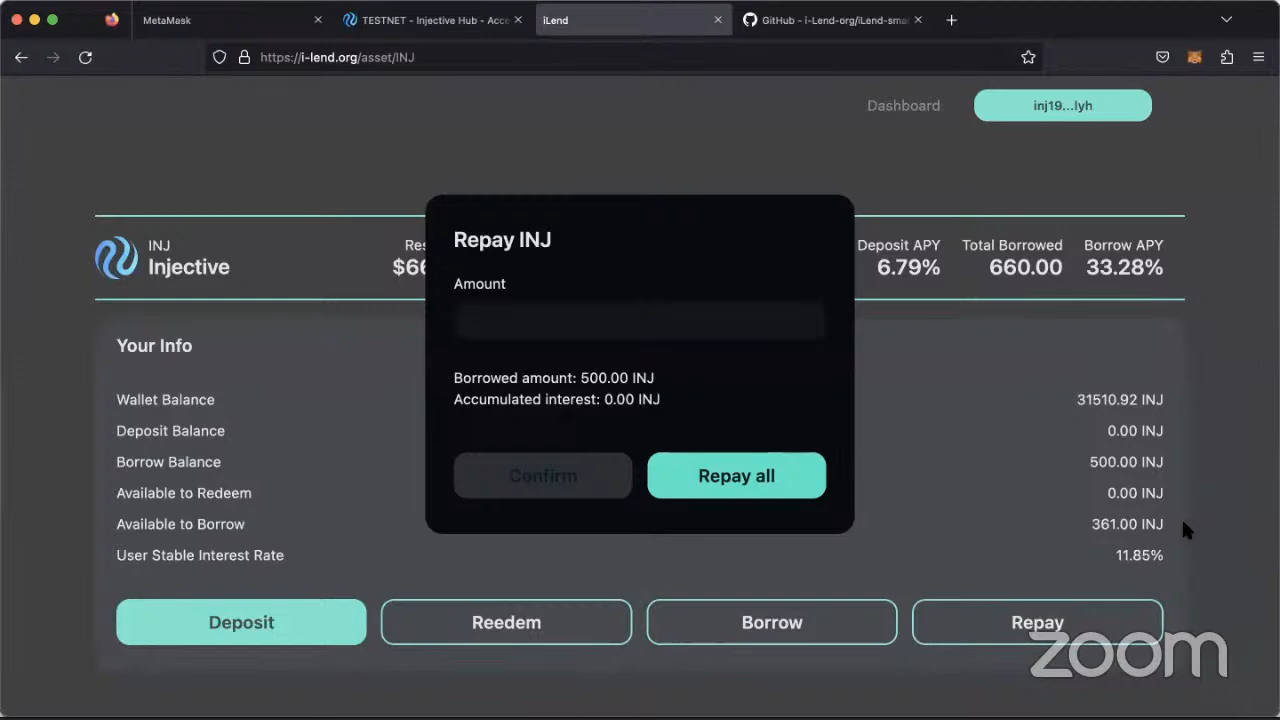 MetaMask
TESTNET - Injective Hub - Acce
iLend
GitHub - i-Lend-org/iLend-sma
https://i-lend.org/asset/INJ
Dashboard
inj19...lyh
INJ
Injective
Res
$66
Deposit APY
6.79%
Total Borrowed
660.00
Borrow APY
33.28%
Repay INJ
Amount
Borrowed amount: 500.00 INJ
Accumulated interest: 0.00 INJ
Confirm
Repay all
Your Info
Wallet Balance 31510.92 INJ
Deposit Balance 0.00 INJ
Borrow Balance 500.00 INJ
Available to Redeem 0.00 INJ
Available to Borrow 361.00 INJ
User Stable Interest Rate 11.85%
Deposit
Reedem
Borrow
Repay
zoom